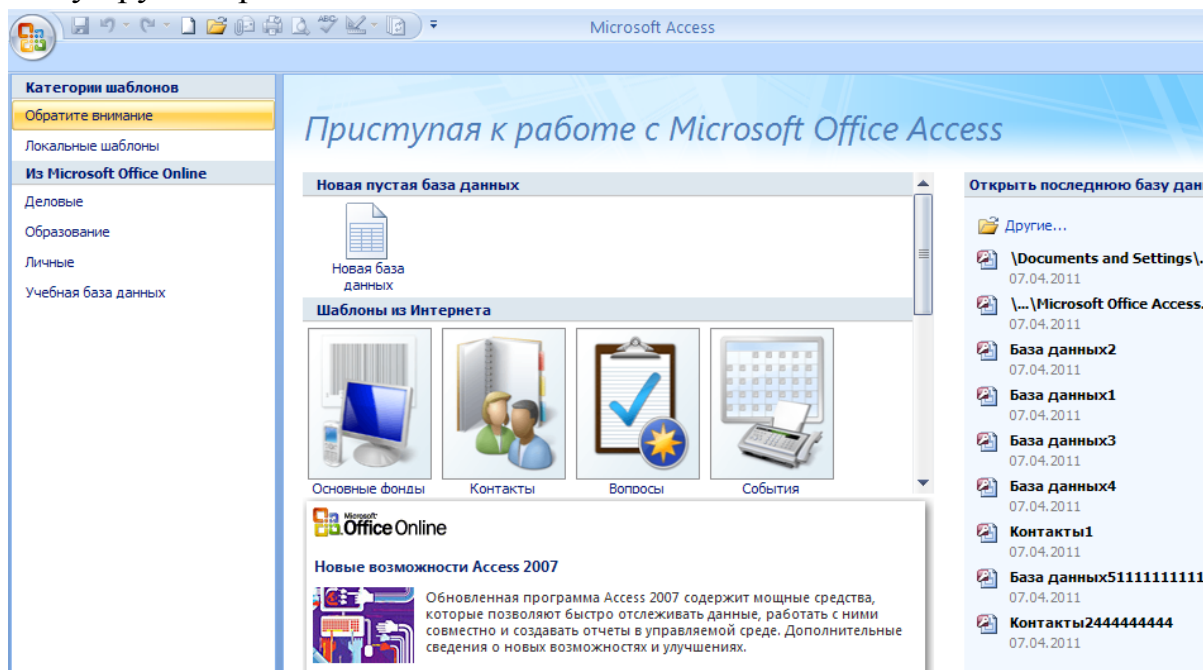 Microsoft Access
Категории шаблонов
Обратите внимание
Локальные шаблоны
Из Microsoft Office Online
Деловые
Образование
Личные
Учебная база данных
Приступая к работе с Microsoft Office Access
Новая пустая база данных
Новая база
данных
Шаблоны из Интернета
Основные фонды
Контакты
Вопросы
События
Microsoft
Office Online
Новые возможности Access 2007
Обновленная программа Access 2007 содержит мощные средства,
которые позволяют быстро отслеживать данные, работать с ними
совместно и создавать отчеты в управляемой среде. Дополнительные
сведения о новых возможностях и улучшениях.
Открыть последнюю базу дан
Другие...
\Documents and Settings\.
07.04.2011
\...\Microsoft Office Access.
07.04.2011
База данных2
07.04.2011
База данных1
07.04.2011
База данных3
07.04.2011
База данных4
07.04.2011
Контакты1
07.04.2011
База данных51111111111
07.04.2011
Контакты2444444444
07.04.2011